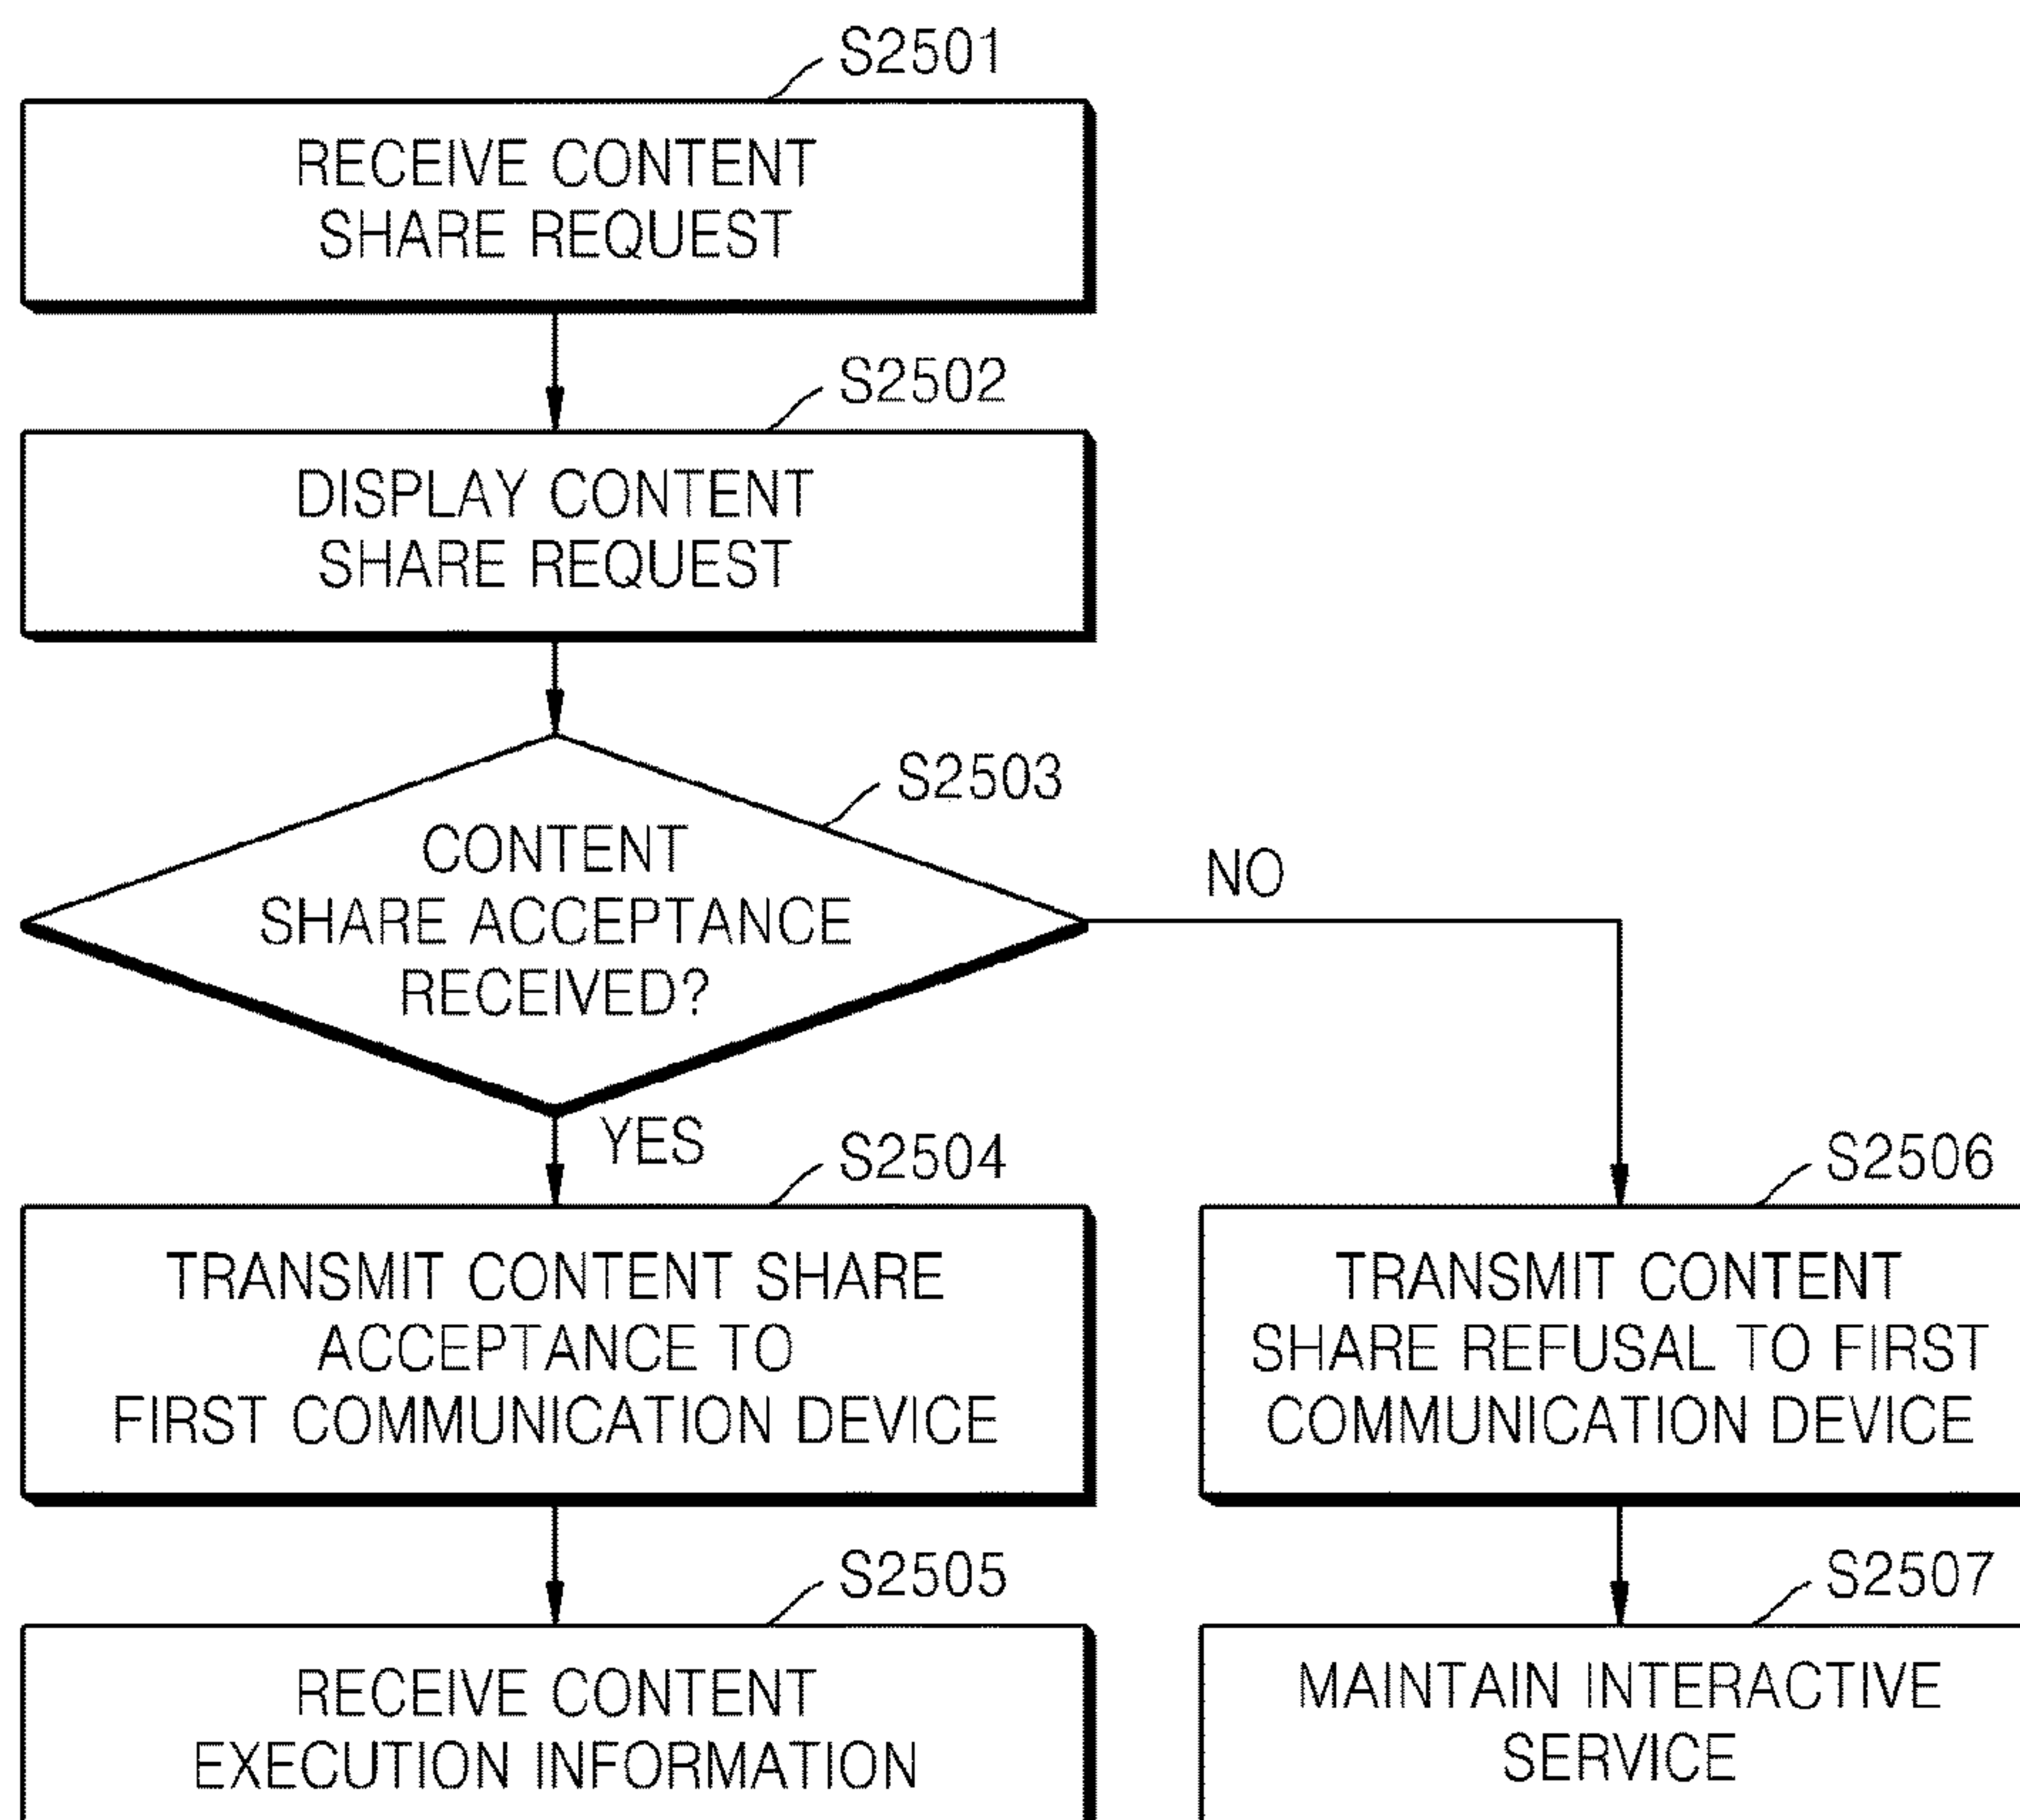 S2501
RECEIVE CONTENT
SHARE REQUEST
S2502
DISPLAY CONTENT
SHARE REQUEST
S2503
CONTENT
SHARE ACCEPTANCE
RECEIVED?
NO
YES
S2504
TRANSMIT CONTENT SHARE
ACCEPTANCE TO
FIRST COMMUNICATION DEVICE
S2506
TRANSMIT CONTENT
SHARE REFUSAL TO FIRST
COMMUNICATION DEVICE
S2505
RECEIVE CONTENT
EXECUTION INFORMATION
S2507
MAINTAIN INTERACTIVE
SERVICE